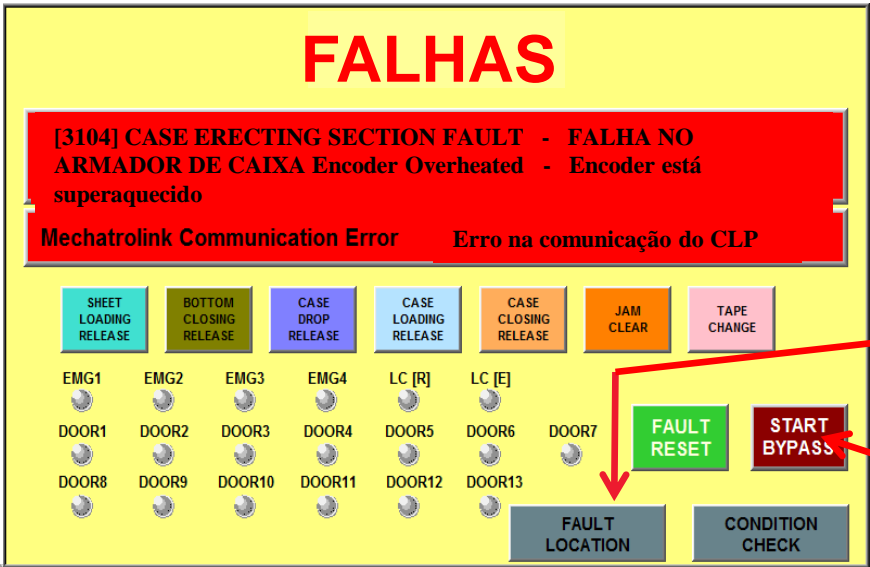 FALHAS
[3104] CASE ERECTING SECTION FAULT - FALHA NO
ARMADOR DE CAIXA Encoder Overheated - Encoder está
superaquecido
Mechatrolink Communication Error Erro na comunicação do CLP
SHEET
LOADING
RELEASE
BOTTOM
CLOSING
RELEASE
CASE
DROP
RELEASE
CASE
LOADING
RELEASE
CASE
CLOSING
RELEASE
JAM
CLEAR
TAPE
CHANGE
EMG1 EMG2 EMG3 EMG4 LC [R] LC [E]
DOOR1 DOOR2 DOOR3 DOOR4 DOOR5 DOOR6 DOOR7
FAULT
RESET
START
BYPASS
DOOR8 DOOR9 DOOR10 DOOR11 DOOR12 DOOR13
FAULT
LOCATION
CONDITION
CHECK